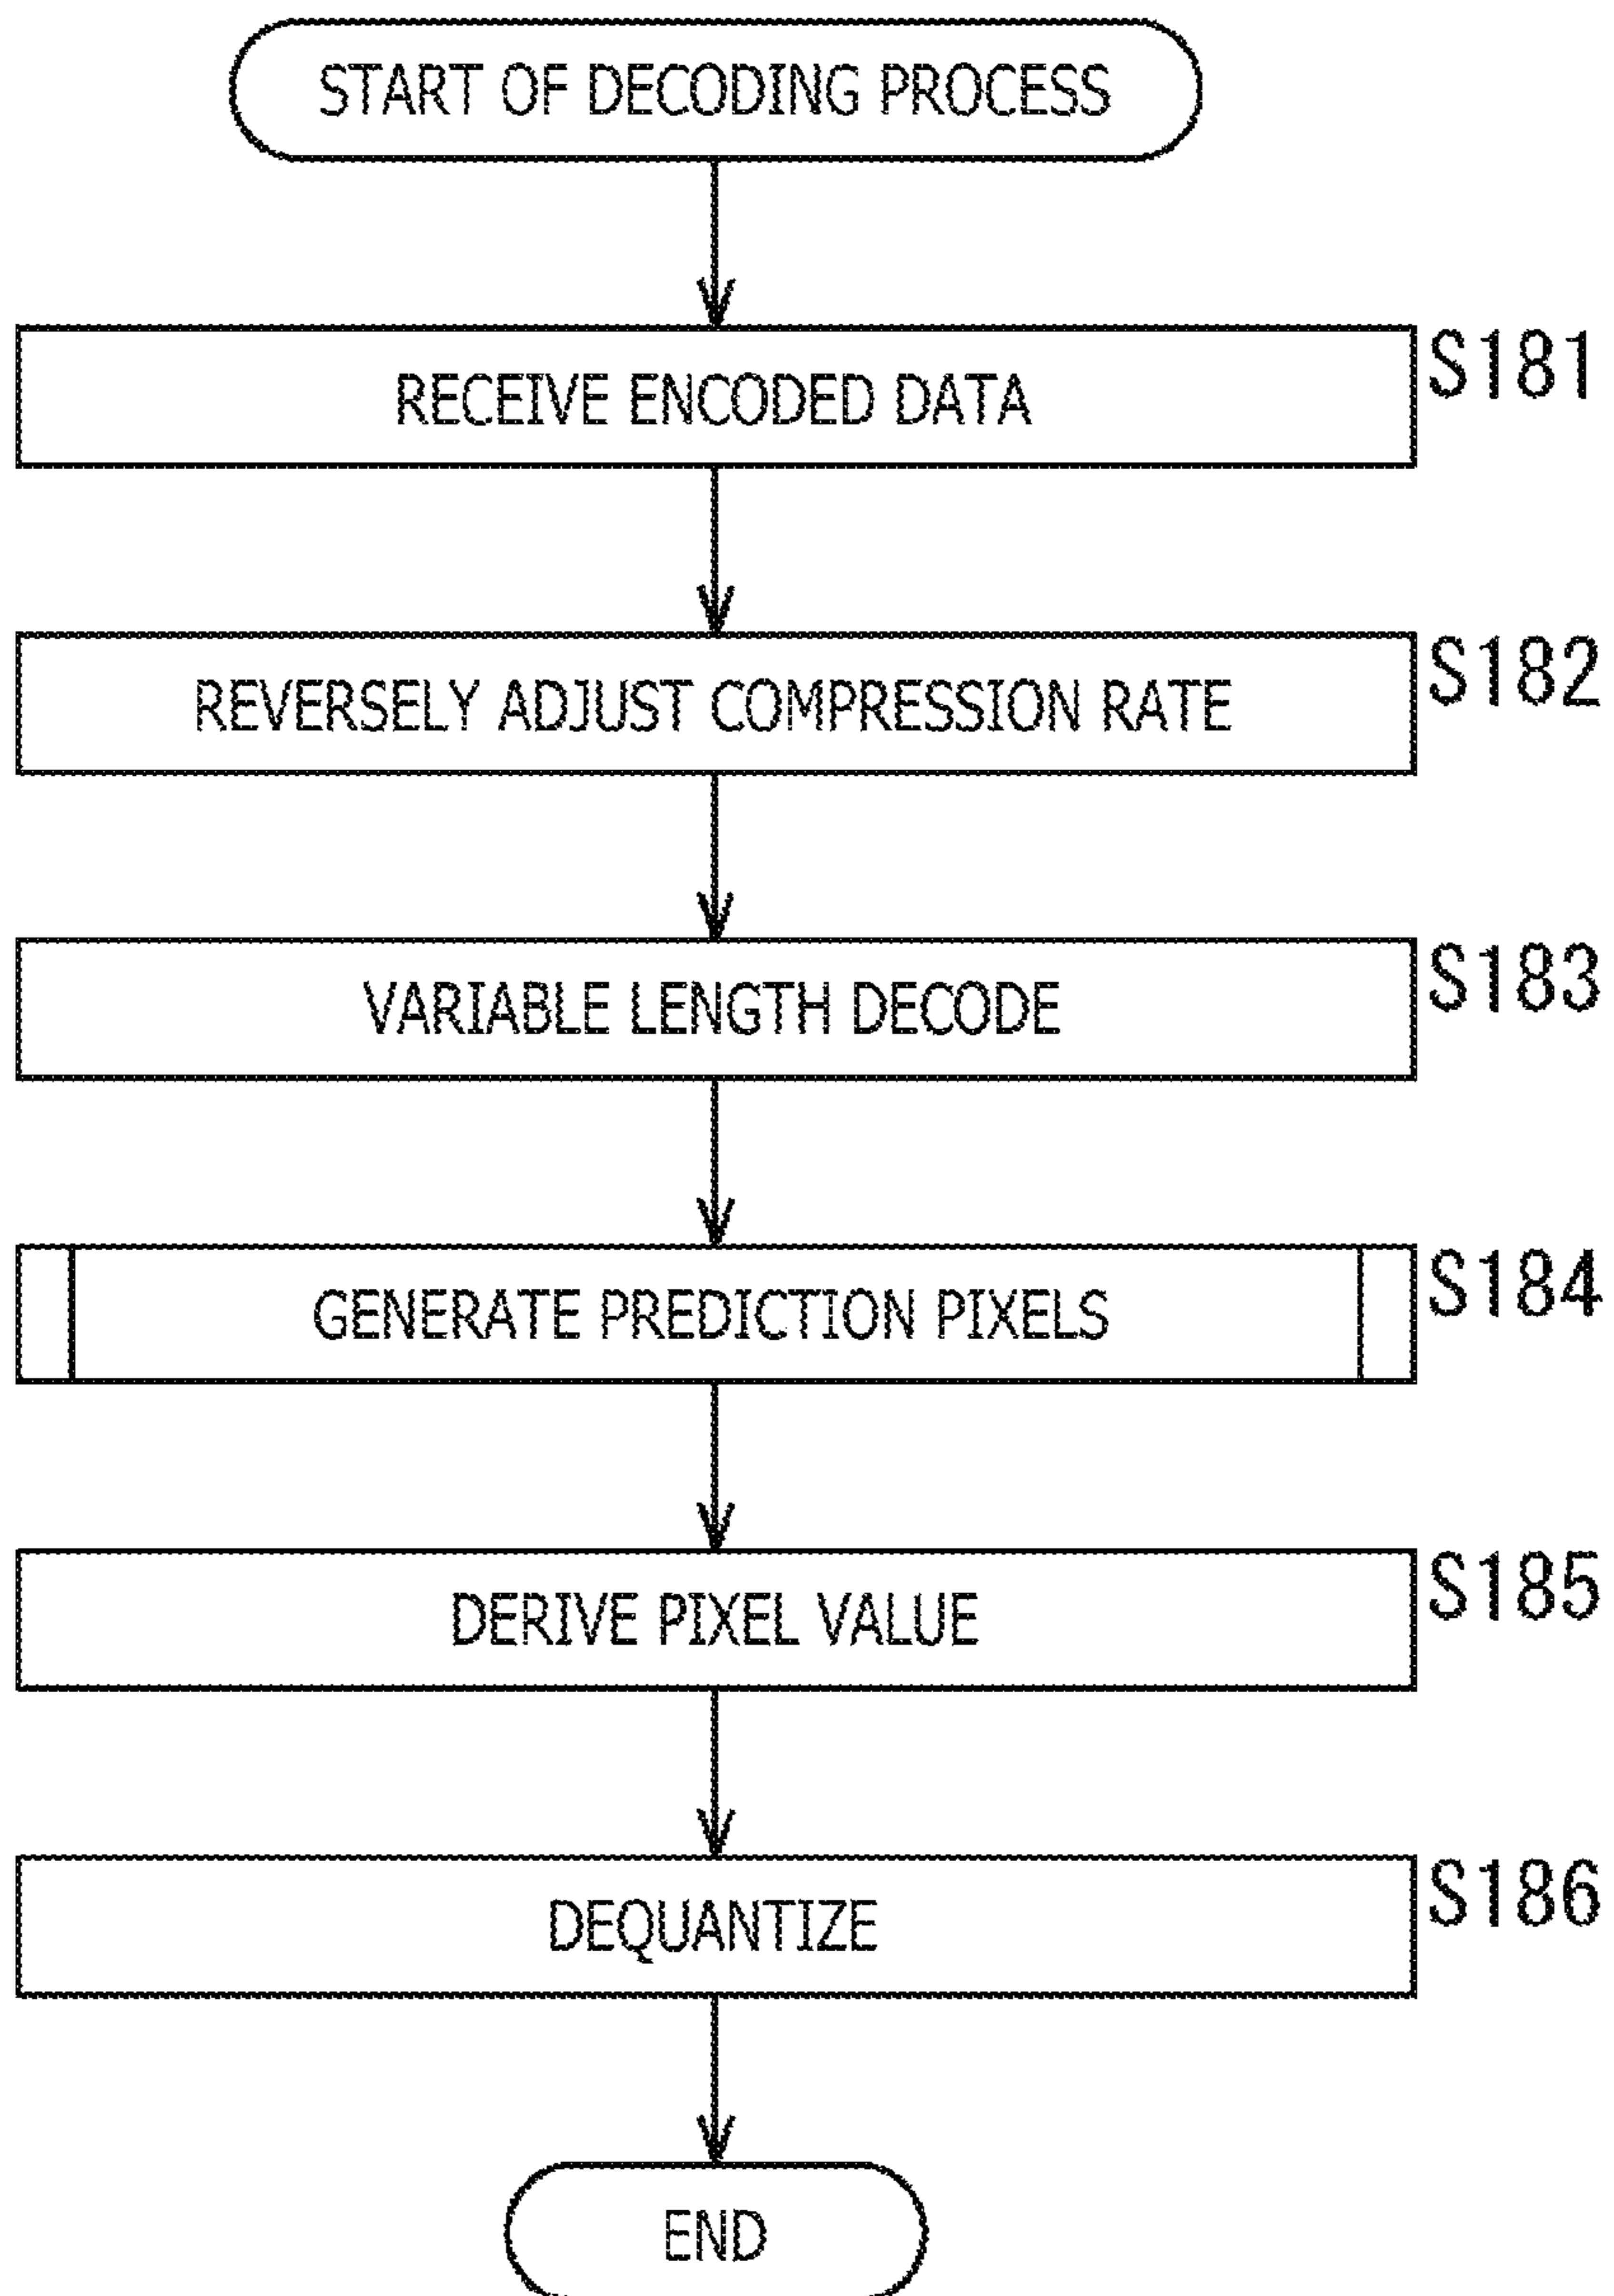 START OF DECODING PROCESS
RECEIVE ENCODED DATA
S181
REVERSELY ADJUST COMPRESSION RATE
S182
VARIABLE LENGTH DECODE
S183
GENERATE PREDICTION PIXELS
S184
DERIVE PIXEL VALUE
S185
DEQUANTIZE
S186
END